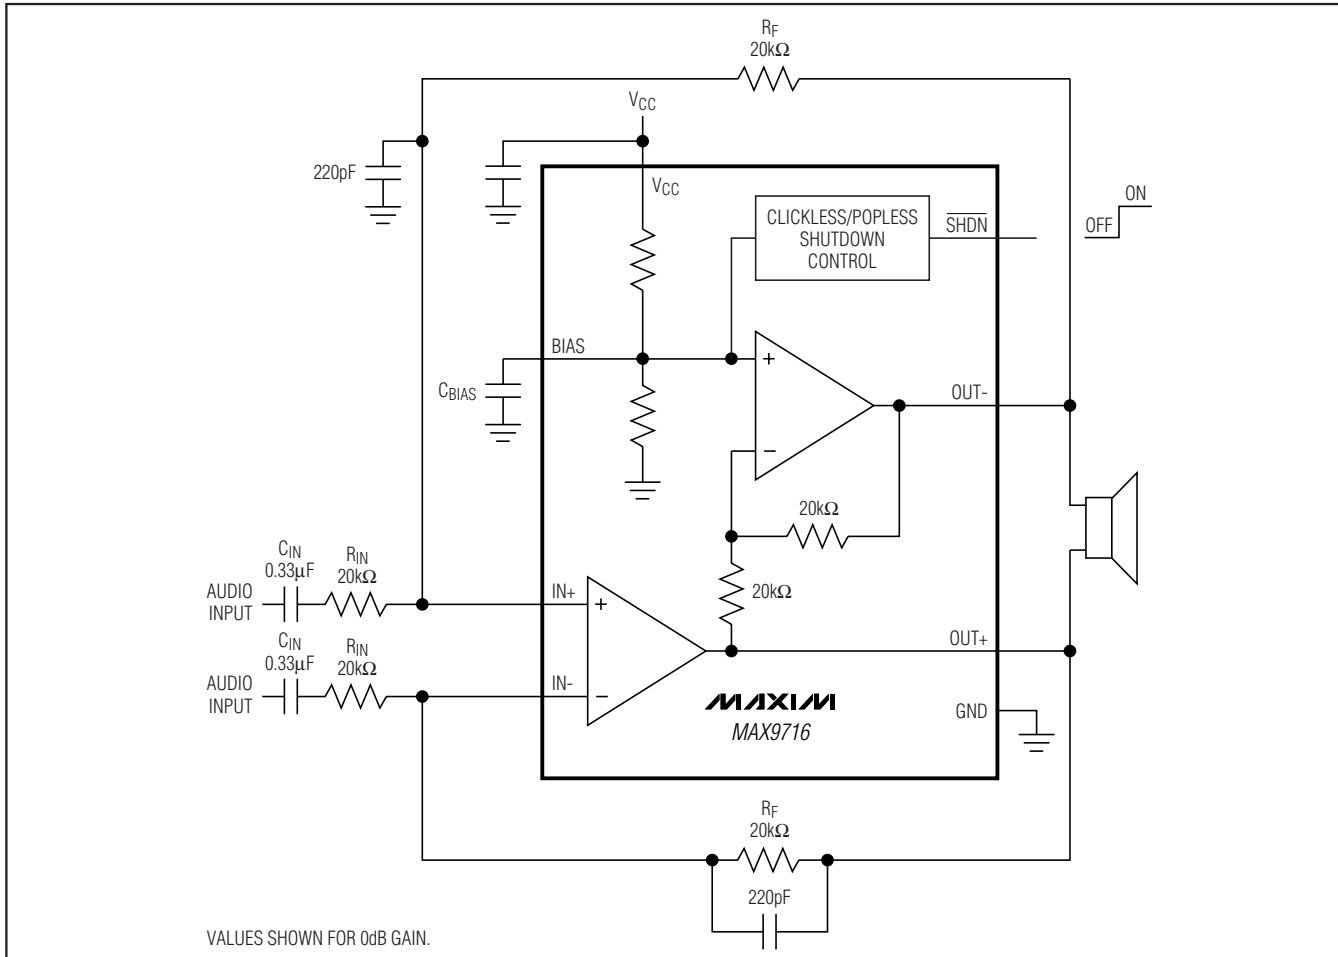 RF
20kΩ
VCC
220pF
VCC
CLICKLESS/POPLESS
SHUTDOWN
CONTROL
SHDN
OFF
ON
BIAS
CBIAS
+
−
OUT-
20kΩ
20kΩ
CIN
0.33µF
RIN
20kΩ
AUDIO
INPUT
IN+
+
CIN
0.33µF
RIN
20kΩ
AUDIO
INPUT
IN-
−
OUT+
MAXIM
MAX9716
GND
RF
20kΩ
220pF
VALUES SHOWN FOR 0dB GAIN.